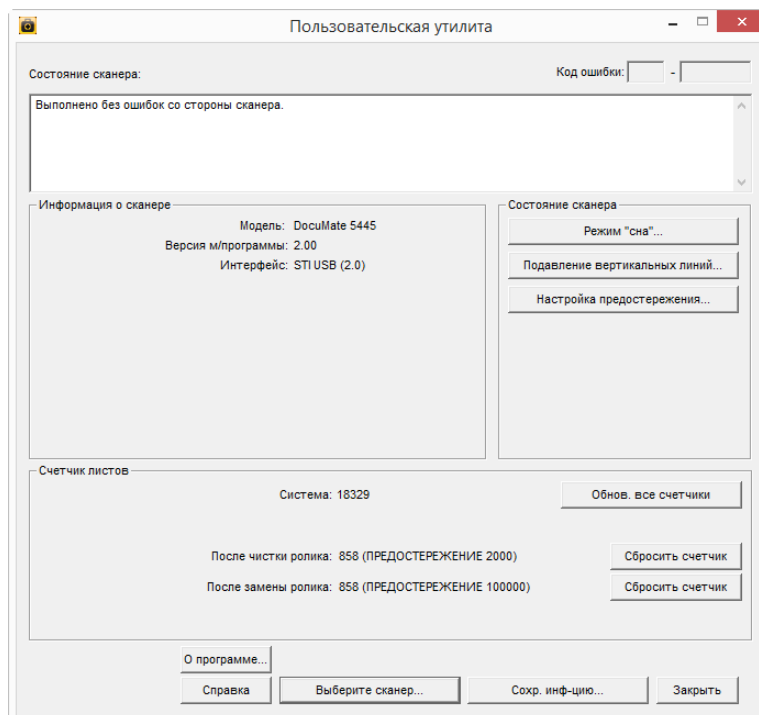 Пользовательская утилита
Состояние сканера:
Код ошибки: -
Выполнено без ошибок со стороны сканера.
Информация о сканере
Модель: DocuMate 5445
Версия м/программы: 2.00
Интерфейс: STI USB (2.0)
Состояние сканера
Режим "сна"...
Подавление вертикальных линий...
Настройка предостережения...
Счетчик листов
Система: 18329
Обнов. все счетчики
После чистки ролика: 858 (ПРЕДОСТЕРЕЖЕНИЕ 2000)
Сбросить счетчик
После замены ролика: 858 (ПРЕДОСТЕРЕЖЕНИЕ 100000)
Сбросить счетчик
О программе...
Справка
Выберите сканер...
Сохр. инф-цию...
Закрыть